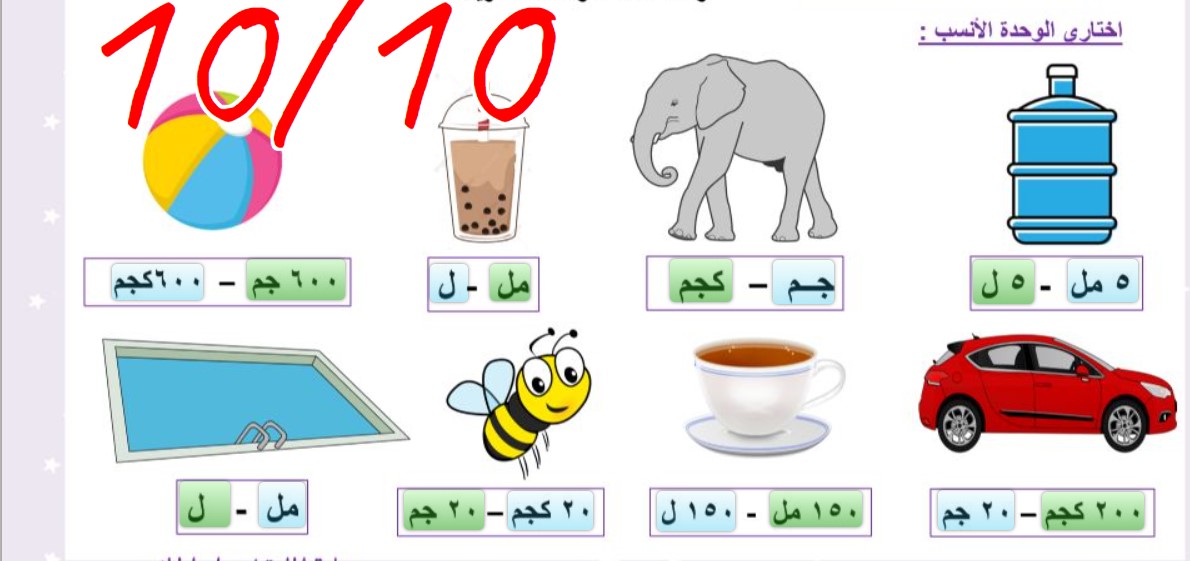 10/10
اختاري الوحدة الأنسب :
٥ مل - ٥ ل
جم – كجم
مل - ل
٦٠٠ جم – ٦٠٠كجم
٢٠٠ كجم – ٢٠ جم
١٥٠ مل - ١٥٠ ل
٢٠ كجم – ٢٠ جم
مل - ل